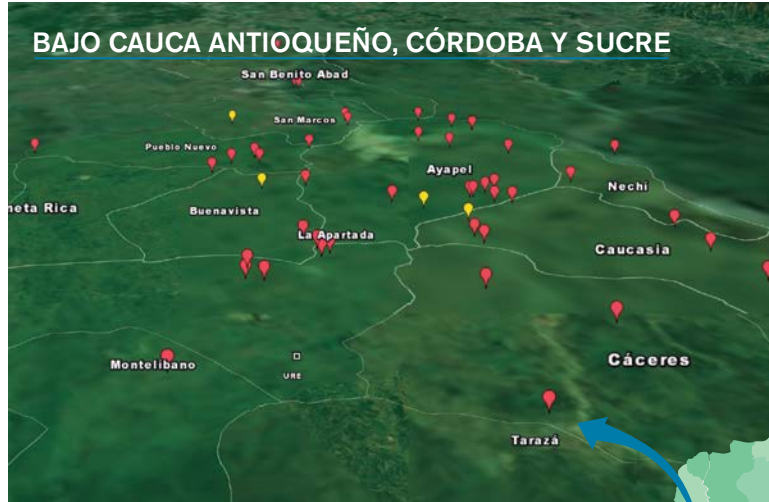 BAJO CAUCA ANTIOQUEÑO, CÓRDOBA Y SUCRE
San Benito Abad
San Marcos
Pueblo Nuevo
Ayapel
Nechí
neta Rica
Buenavista
La Apartada
Caucasia
Montelibano
URE
Cáceres
Tarazá